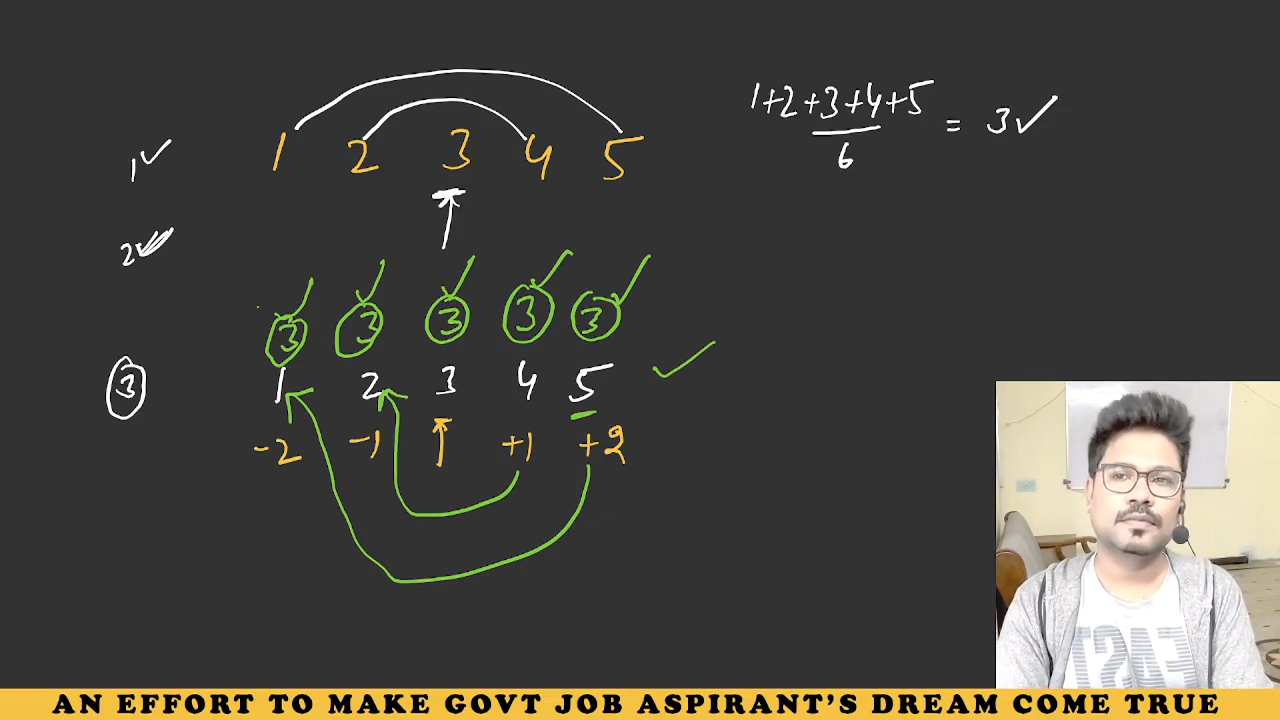 1+2+3+4+5
6
= 3✓
1✓ 1 2 3 4 5
2✓
3 3 3 3 3
3 1 2 3 4 5
-2 -1 +1 +2
AN EFFORT TO MAKE GOVT JOB ASPIRANT'S DREAM COME TRUE